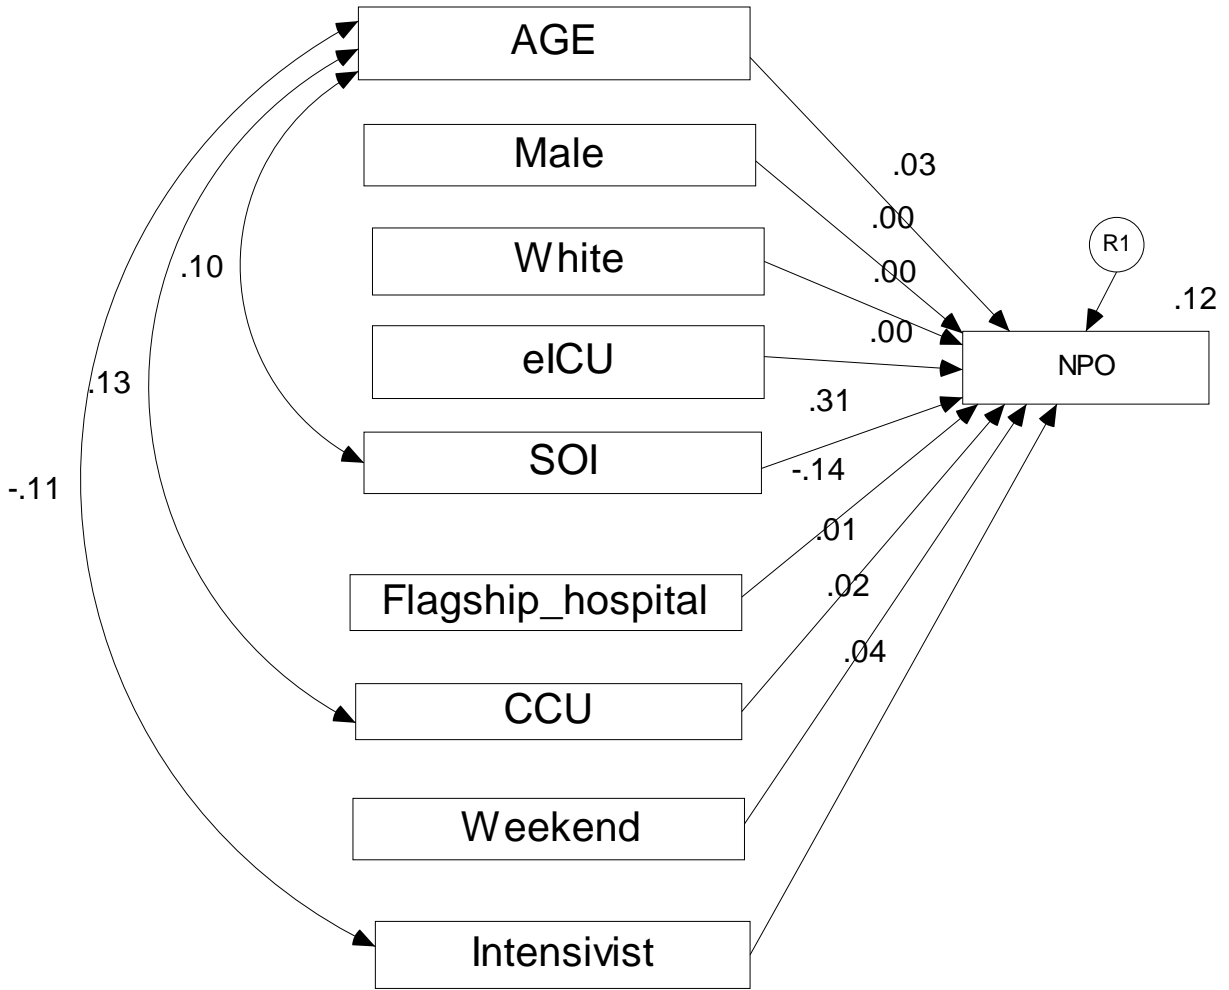 AGE
Male
.03
.00
White
R1
.10
.00
.12
eICU
.00
NPO
.13
.31
SOI
-.14
-.11
.01
Flagship_hospital
.02
.04
CCU
Weekend
Intensivist